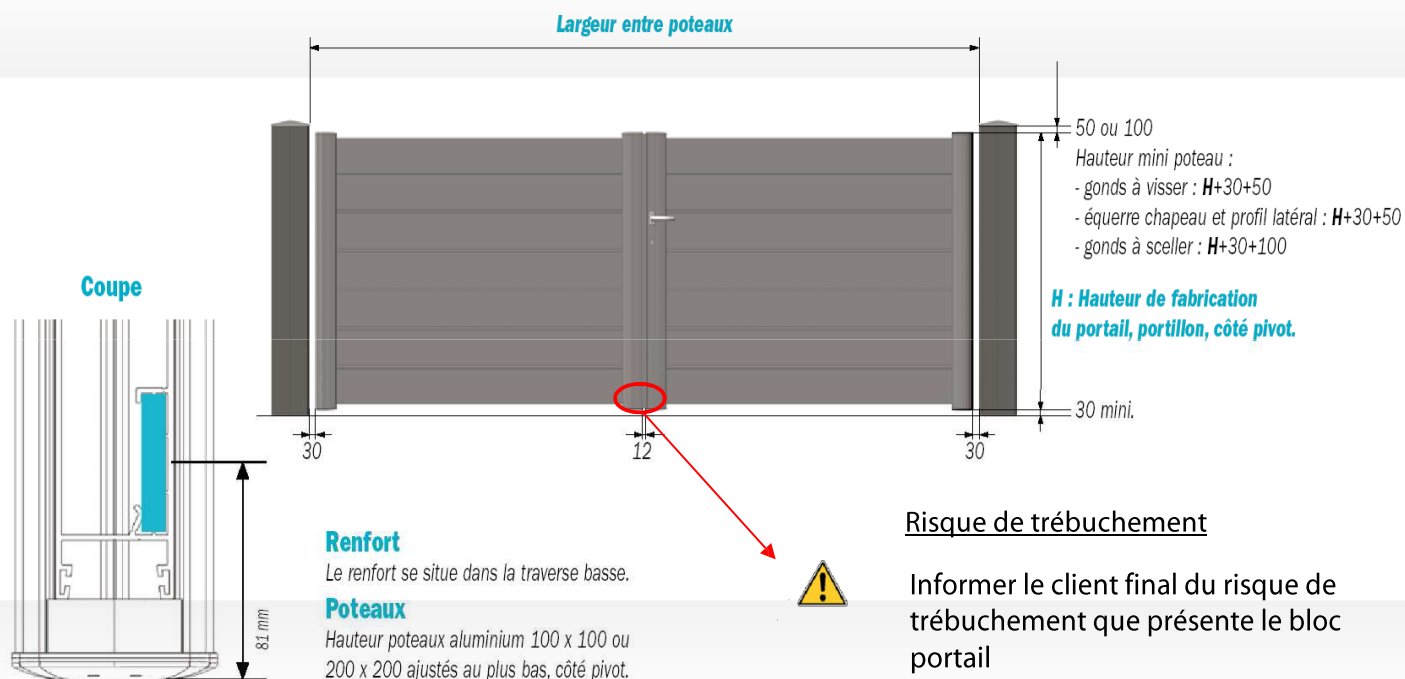 Largeur entre poteaux
50 ou 100
Hauteur mini poteau :
- gonds à visser : H+30+50
- équerre chapeau et profil latéral : H+30+50
- gonds à sceller : H+30+100
H : Hauteur de fabrication
du portail, portillon, côté pivot.
30 mini.
30
12
30
Coupe
81 mm
Renfort
Le renfort se situe dans la traverse basse.
Poteaux
Hauteur poteaux aluminium 100 x 100 ou
200 x 200 ajustés au plus bas, côté pivot.
Risque de trébuchement
Informer le client final du risque de
trébuchement que présente le bloc
portail